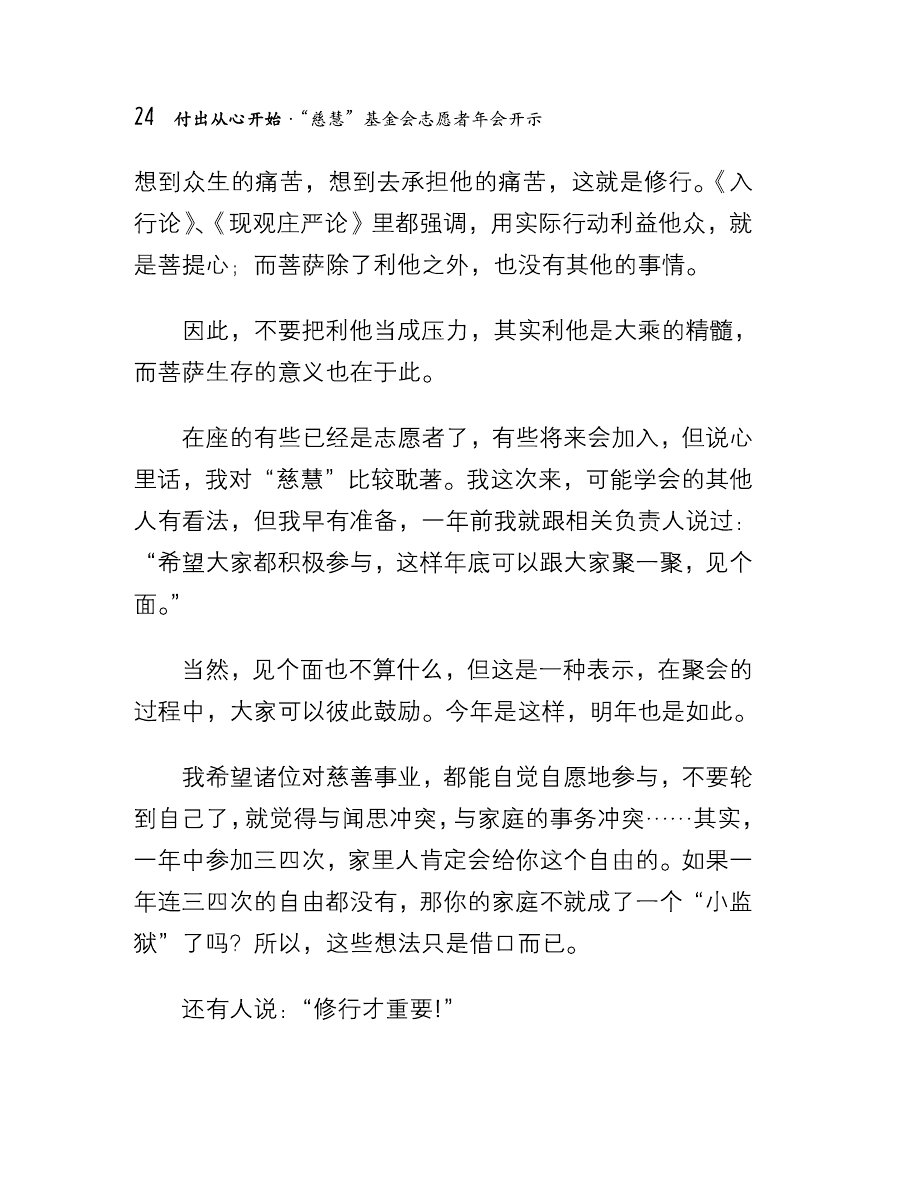 24 付出从心开始·“慈慧”基金会志愿者年会开示
想到众生的痛苦，想到去承担他的痛苦，这就是修行。《入
行论》、《现观庄严论》里都强调，用实际行动利益他众，就
是菩提心；而菩萨除了利他之外，也没有其他的事情。
因此，不要把利他当成压力，其实利他是大乘的精髓，
而菩萨生存的意义也在于此。
在座的有些已经是志愿者了，有些将来会加入，但说心
里话，我对“慈慧”比较耽著。我这次来，可能学会的其他
人有看法，但我早有准备，一年前我就跟相关负责人说过：
“希望大家都积极参与，这样年底可以跟大家聚一聚，见个
面。”
当然，见个面也不算什么，但这是一种表示，在聚会的
过程中，大家可以彼此鼓励。今年是这样，明年也是如此。
我希望诸位对慈善事业，都能自觉自愿地参与，不要轮
到自己了，就觉得与闻思冲突，与家庭的事务冲突……其实，
一年中参加三四次，家里人肯定会给你这个自由的。如果一
年连三四次的自由都没有，那你的家庭不就成了一个“小监
狱”了吗？所以，这些想法只是借口而已。
还有人说：“修行才重要！”